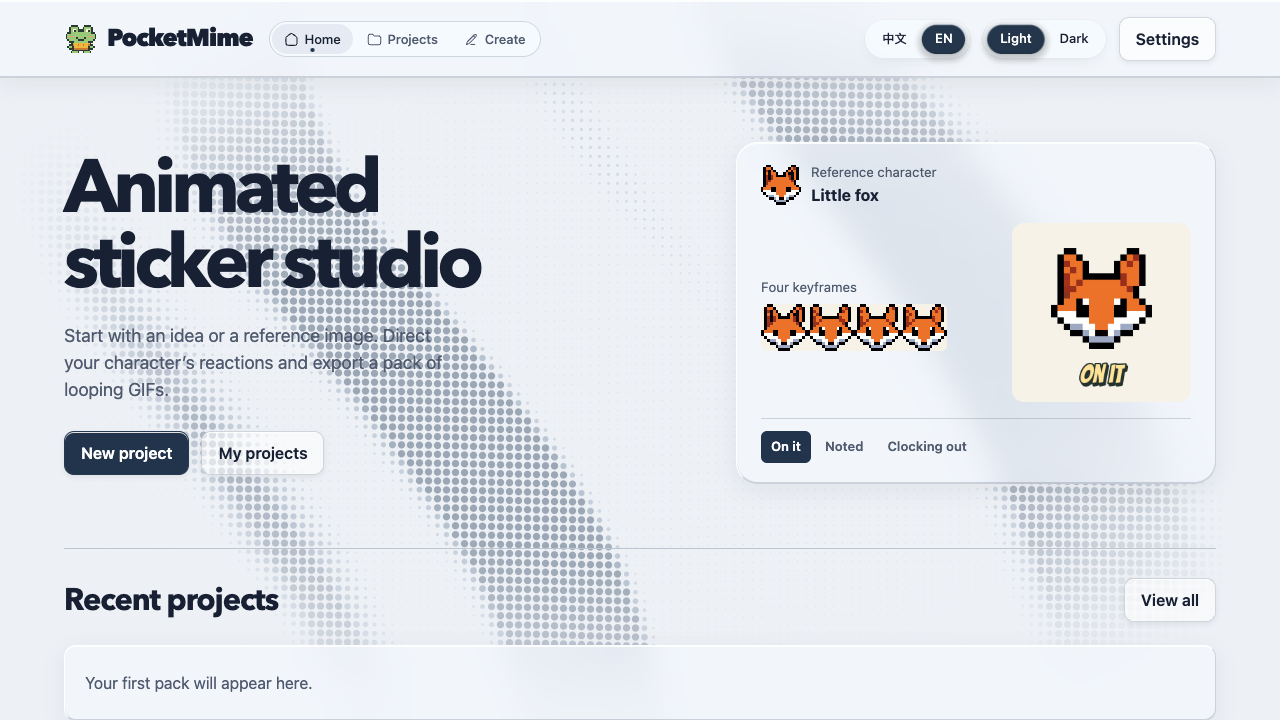 PocketMime
Home
Projects
Create
中文
EN
Light
Dark
Settings
Animated
sticker studio
Start with an idea or a reference image. Direct
your character’s reactions and export a pack of
looping GIFs.
New project
My projects
Reference character
Little fox
Four keyframes
ON IT
On it
Noted
Clocking out
Recent projects
View all
Your first pack will appear here.